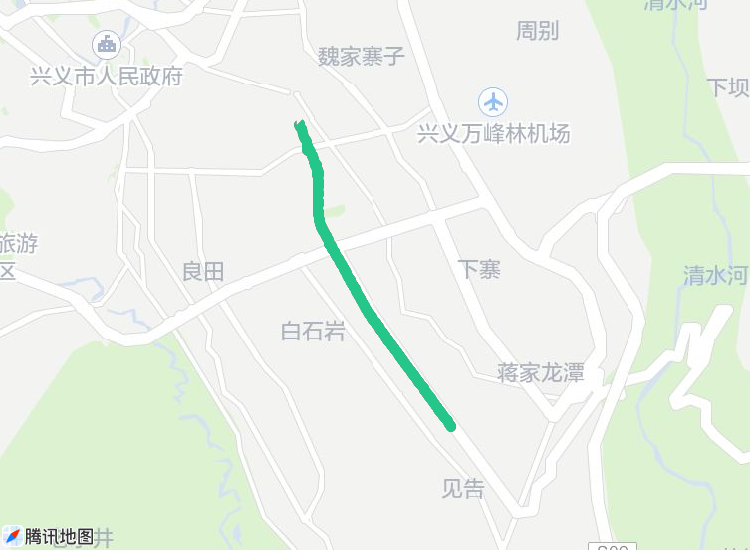 清水河
周别
魏家寨子
兴义市人民政府
下坝
兴义万峰林机场
旅游
区
良田
下寨
清水河
白石岩
蒋家龙潭
见告
腾讯地图